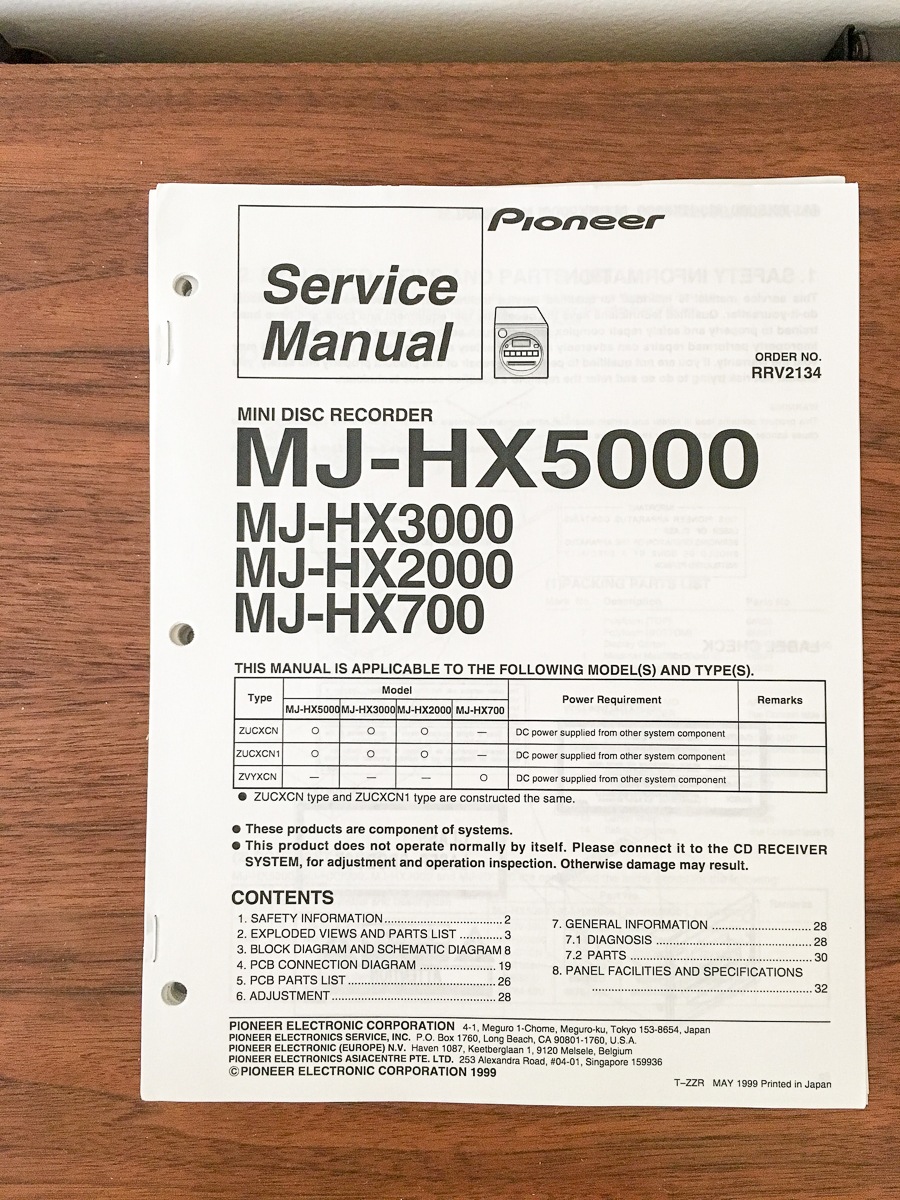 Pioneer
Service
Manual
ORDER NO.
RRV2134
MINI DISC RECORDER
MJ-HX5000
MJ-HX3000
MJ-HX2000
MJ-HX700
THIS MANUAL IS APPLICABLE TO THE FOLLOWING MODEL(S) AND TYPE(S).
Type Model Power Requirement Remarks
MJ-HX5000 MJ-HX3000 MJ-HX2000 MJ-HX700
ZUCXCN ○ ○ ○ — DC power supplied from other system component
ZUCXCN1 ○ ○ ○ — DC power supplied from other system component
ZVYXCN — — — ○ DC power supplied from other system component
● ZUCXCN type and ZUCXCN1 type are constructed the same.
● These products are component of systems.
● This product does not operate normally by itself. Please connect it to the CD RECEIVER
SYSTEM, for adjustment and operation inspection. Otherwise damage may result.
CONTENTS
1. SAFETY INFORMATION .................................. 2
2. EXPLODED VIEWS AND PARTS LIST ............ 3
3. BLOCK DIAGRAM AND SCHEMATIC DIAGRAM 8
4. PCB CONNECTION DIAGRAM ...................... 19
5. PCB PARTS LIST ........................................... 26
6. ADJUSTMENT ............................................... 28
7. GENERAL INFORMATION ............................ 28
7.1 DIAGNOSIS ............................................ 28
7.2 PARTS ................................................... 30
8. PANEL FACILITIES AND SPECIFICATIONS
............................................................... 32
PIONEER ELECTRONIC CORPORATION 4-1, Meguro 1-Chome, Meguro-ku, Tokyo 153-8654, Japan
PIONEER ELECTRONICS SERVICE, INC. P.O. Box 1760, Long Beach, CA 90801-1760, U.S.A.
PIONEER ELECTRONIC (EUROPE) N.V. Haven 1087, Keetberglaan 1, 9120 Melsele, Belgium
PIONEER ELECTRONICS ASIACENTRE PTE. LTD. 253 Alexandra Road, #04-01, Singapore 159936
©PIONEER ELECTRONIC CORPORATION 1999
T–ZZR MAY 1999 Printed in Japan